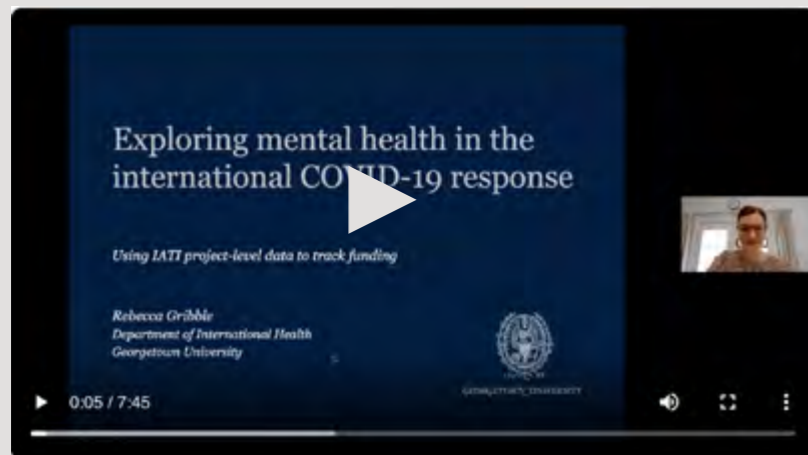 Exploring mental health in the
international COVID-19 response
Using IATI project-level data to track funding
Rebecca Gribble
Department of International Health
Georgetown University
GEORGETOWN UNIVERSITY
0:05 / 7:45